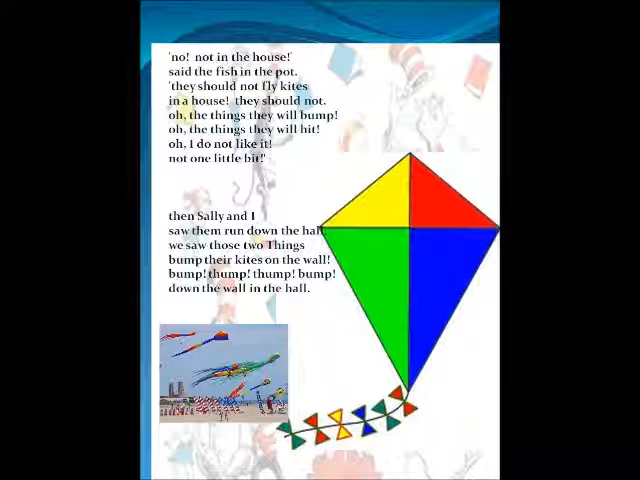 'no!  not in the house!'
said the fish in the pot.
'they should not fly kites
in a house!  they should not.
oh, the things they will bump!
oh, the things they will hit!
oh, I do not like it!
not one little bit!'
then Sally and I
saw them run down the hall.
we saw those two Things
bump their kites on the wall!
bump! thump! thump! bump!
down the wall in the hall.